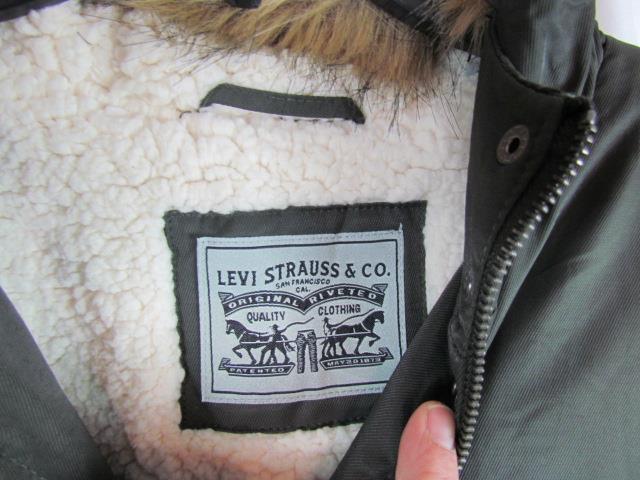 LEVI STRAUSS & CO.
SAN FRANCISCO
CAL.
ORIGINAL RIVETED
QUALITY CLOTHING
PATENTED MAY 20 1873